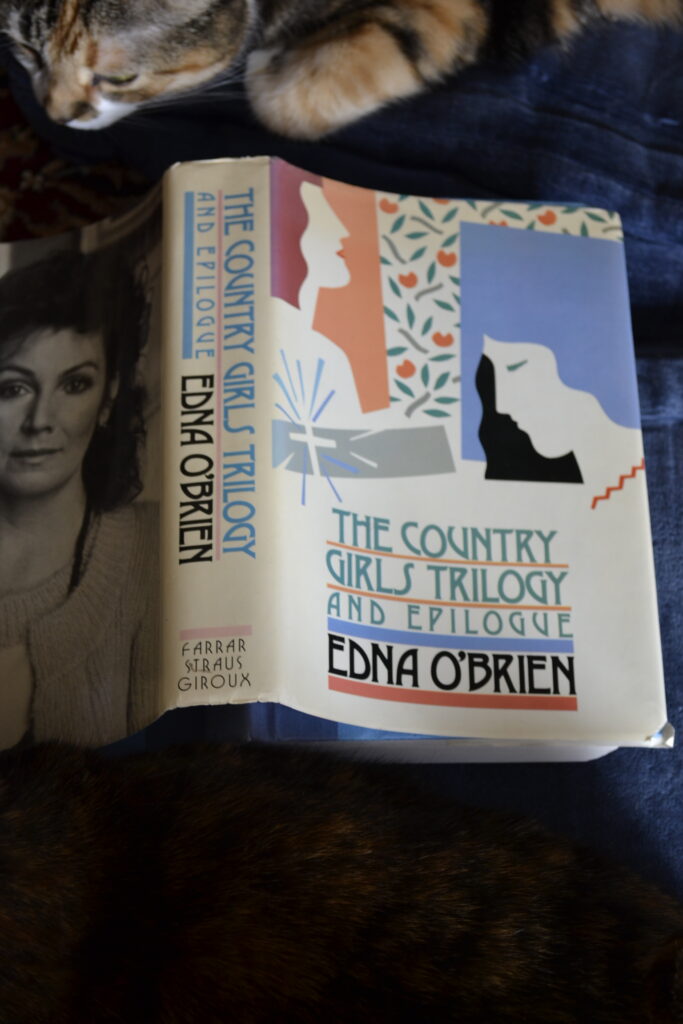 THE COUNTRY GIRLS TRILOGY
AND EPILOGUE
EDNA O'BRIEN
FARRAR
STRAUS
GIROUX
THE COUNTRY
GIRLS TRILOGY
AND EPILOGUE
EDNA O'BRIEN